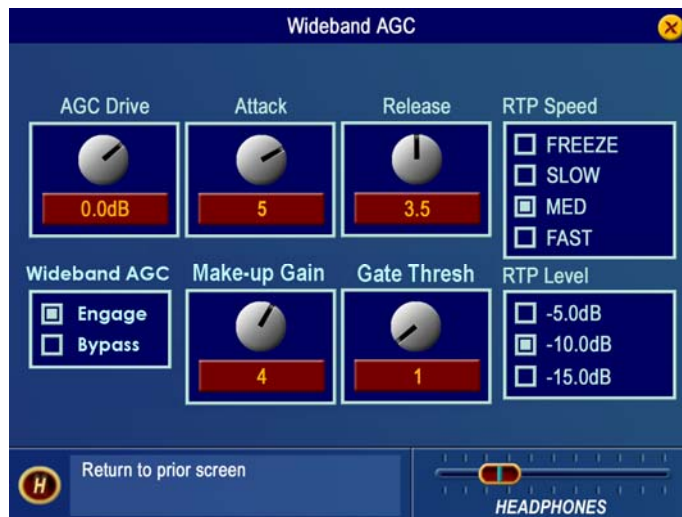 Wideband AGC
AGC Drive
0.0dB
Attack
5
Release
3.5
RTP Speed
FREEZE
SLOW
MED
FAST
Wideband AGC
Engage
Bypass
Make-up Gain
4
Gate Thresh
1
RTP Level
-5.0dB
-10.0dB
-15.0dB
H
Return to prior screen
HEADPHONES